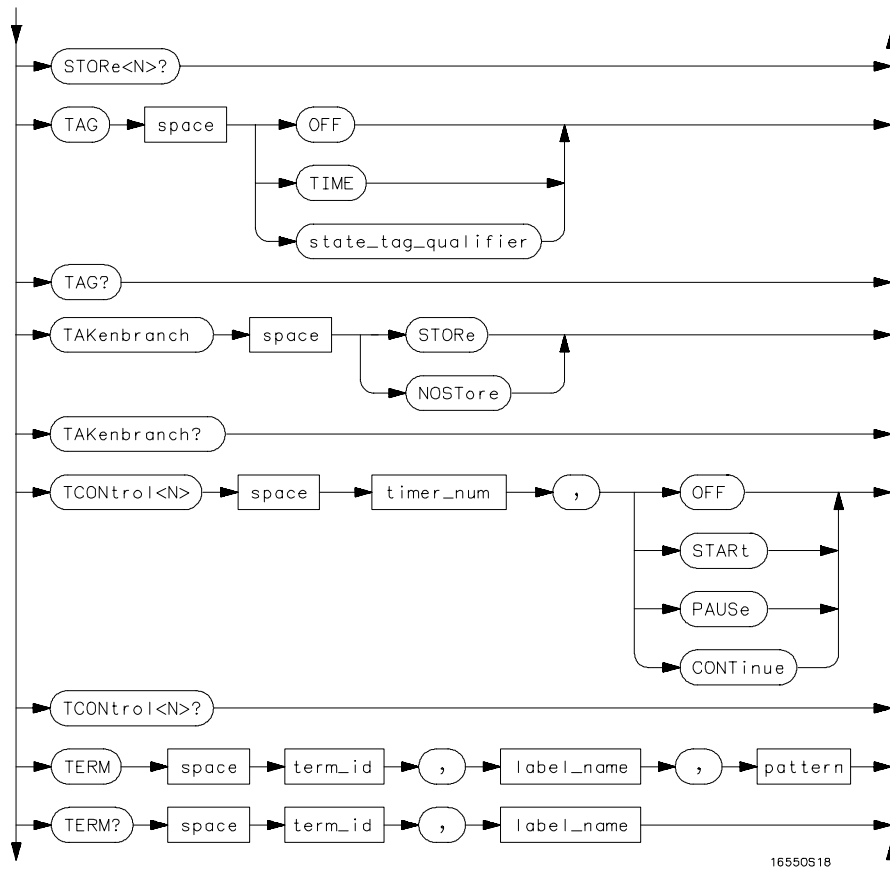 STORe<N>?
TAG space OFF
TIME
state_tag_qualifier
TAG?
TAKenbranch space STORe
NOSTore
TAKenbranch?
TCONtrol<N> space timer_num , OFF
STARt
PAUSe
CONTinue
TCONtrol<N>?
TERM space term_id , label_name , pattern
TERM? space term_id , label_name
16550S18